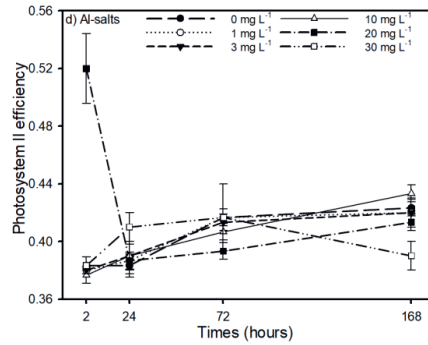 d) Al-salts
0 mg L⁻¹
1 mg L⁻¹
3 mg L⁻¹
10 mg L⁻¹
20 mg L⁻¹
30 mg L⁻¹
Photosystem II efficiency
0.56
0.52
0.48
0.44
0.40
0.36
2 24 72 168
Times (hours)